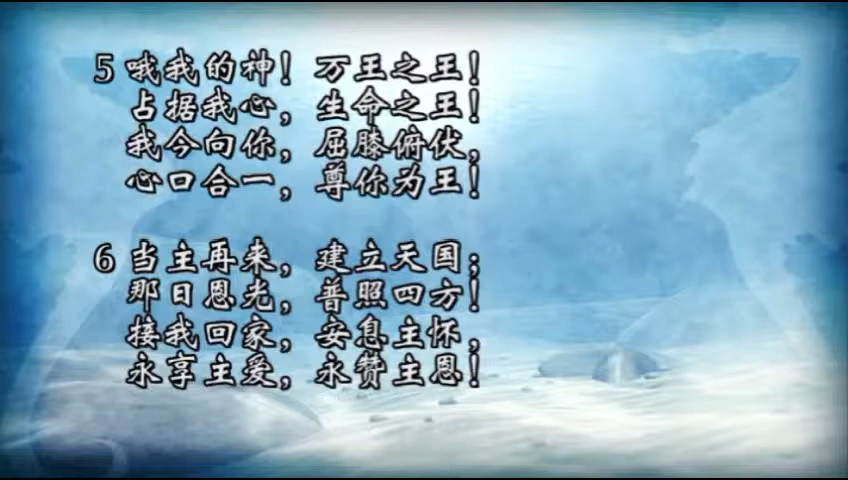 5 哦我的神！ 万王之王！
占据我心， 生命之王！
我今向你， 屈膝俯伏，
心口合一， 尊你为王！
6 当主再来， 建立天国；
那日恩光， 普照四方！
接我回家， 安息主怀，
永享主爱， 永赞主恩！